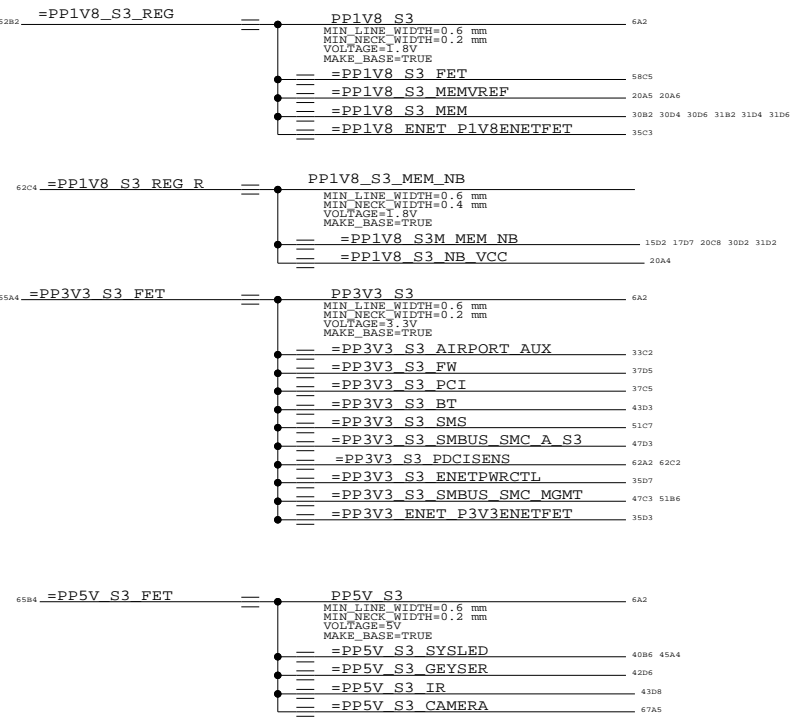 =PP1V8_S3_REG
62B2
PP1V8_S3
6A2
MIN_LINE_WIDTH=0.6 mm
MIN_NECK_WIDTH=0.2 mm
VOLTAGE=1.8V
MAKE_BASE=TRUE
=PP1V8_S3_FET 58C5
=PP1V8_S3_MEMVREF 20A5 20A6
=PP1V8_S3_MEM 30B2 30D4 30D6 31B2 31D4 31D6
=PP1V8_ENET_P1V8ENETFET 35C3
62C4 =PP1V8_S3_REG_R
PP1V8_S3_MEM_NB
MIN_LINE_WIDTH=0.6 mm
MIN_NECK_WIDTH=0.4 mm
VOLTAGE=1.8V
MAKE_BASE=TRUE
=PP1V8_S3M_MEM_NB 15D2 17D7 20C8 30D2 31D2
=PP1V8_S3_NB_VCC 20A4
65A4 =PP3V3_S3_FET
PP3V3_S3 6A2
MIN_LINE_WIDTH=0.6 mm
MIN_NECK_WIDTH=0.2 mm
VOLTAGE=3.3V
MAKE_BASE=TRUE
=PP3V3_S3_AIRPORT_AUX 33C2
=PP3V3_S3_FW 37D5
=PP3V3_S3_PCI 37C5
=PP3V3_S3_BT 43D3
=PP3V3_S3_SMS 51C7
=PP3V3_S3_SMBUS_SMC_A_S3 47D3
=PP3V3_S3_PDCISENS 62A2 62C2
=PP3V3_S3_ENETPWRCTL 35D7
=PP3V3_S3_SMBUS_SMC_MGMT 47C3 51B6
=PP3V3_ENET_P3V3ENETFET 35D3
65B4 =PP5V_S3_FET
PP5V_S3 6A2
MIN_LINE_WIDTH=0.6 mm
MIN_NECK_WIDTH=0.2 mm
VOLTAGE=5V
MAKE_BASE=TRUE
=PP5V_S3_SYSLED 40B6 45A4
=PP5V_S3_GEYSER 42D6
=PP5V_S3_IR 43D8
=PP5V_S3_CAMERA 67A5